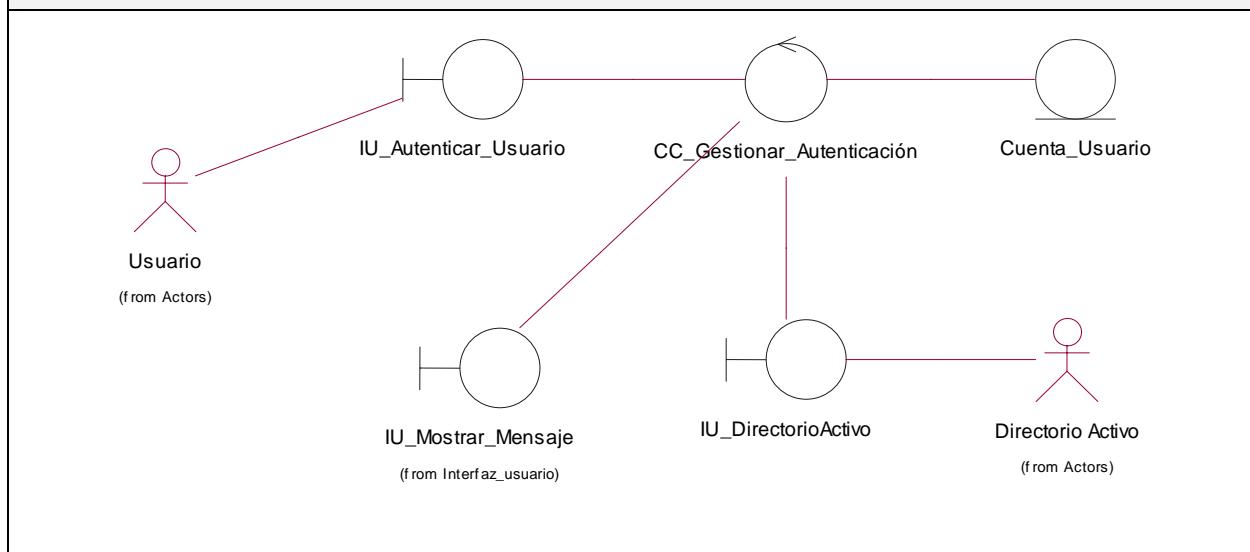 IU_Autenticar_Usuario
CC_Gestionar_Autenticación
Cuenta_Usuario
Usuario
(from Actors)
IU_Mostrar_Mensaje
(from Interfaz_usuario)
IU_DirectorioActivo
Directorio Activo
(from Actors)